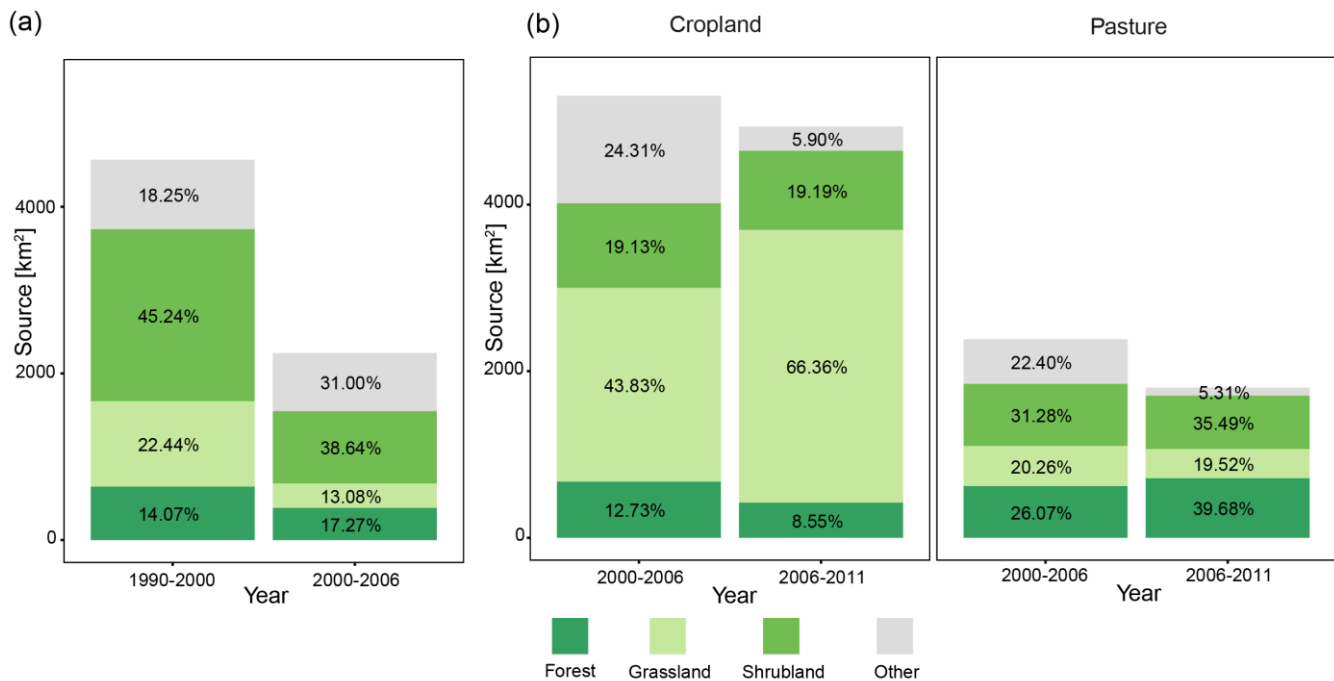 (a)
Source [km²]
4000
2000
0
18.25%
45.24%
22.44%
14.07%
31.00%
38.64%
13.08%
17.27%
1990-2000
2000-2006
Year
(b)
Cropland
Pasture
Source [km²]
4000
2000
0
24.31%
19.13%
43.83%
12.73%
5.90%
19.19%
66.36%
8.55%
2000-2006
2006-2011
Year
22.40%
31.28%
20.26%
26.07%
5.31%
35.49%
19.52%
39.68%
2000-2006
2006-2011
Year
Forest
Grassland
Shrubland
Other